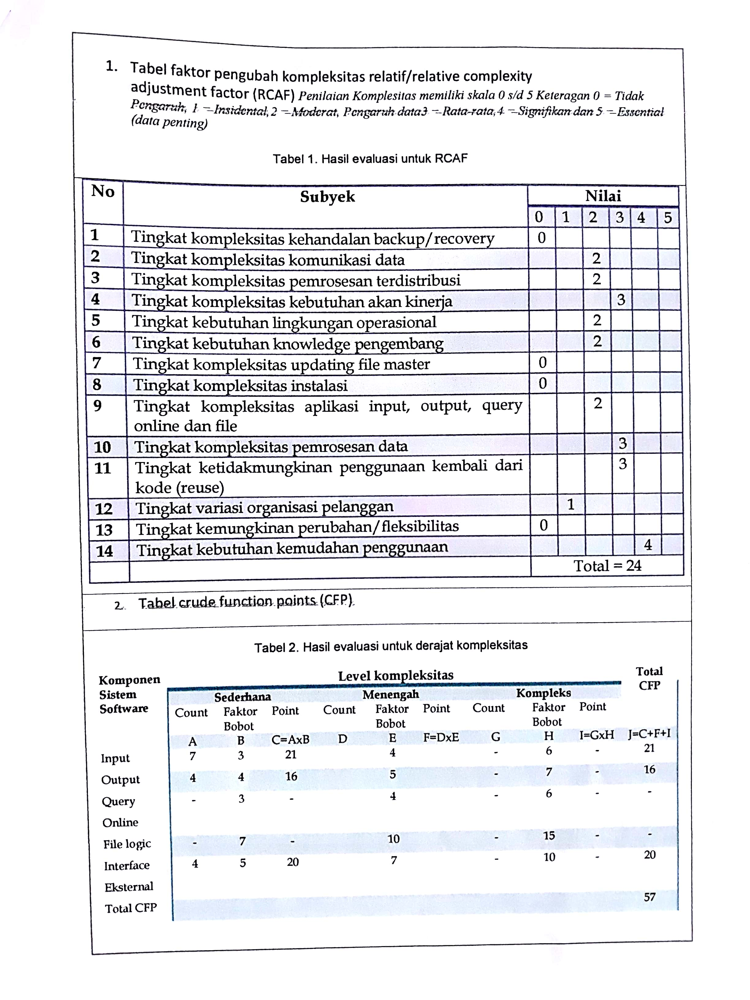 1. Tabel faktor pengubah kompleksitas relatif/relative complexity
adjustment factor (RCAF) Penilaian Komplesitas memiliki skala 0 s/d 5 Keteragan 0 = Tidak
Pengaruh, 1 = Insidental, 2 = Moderat, Pengaruh data3 = Rata-rata, 4 = Signifikan dan 5 = Essential
(data penting)
Tabel 1. Hasil evaluasi untuk RCAF
No Subyek Nilai
0 1 2 3 4 5
1 Tingkat kompleksitas kehandalan backup/recovery 0
2 Tingkat kompleksitas komunikasi data 2
3 Tingkat kompleksitas pemrosesan terdistribusi 2
4 Tingkat kompleksitas kebutuhan akan kinerja 3
5 Tingkat kebutuhan lingkungan operasional 2
6 Tingkat kebutuhan knowledge pengembang 2
7 Tingkat kompleksitas updating file master 0
8 Tingkat kompleksitas instalasi 0
9 Tingkat kompleksitas aplikasi input, output, query 2
online dan file
10 Tingkat kompleksitas pemrosesan data 3
11 Tingkat ketidakmungkinan penggunaan kembali dari 3
kode (reuse)
12 Tingkat variasi organisasi pelanggan 1
13 Tingkat kemungkinan perubahan/fleksibilitas 0
14 Tingkat kebutuhan kemudahan penggunaan 4
Total = 24
2. Tabel crude function points (CFP).
Tabel 2. Hasil evaluasi untuk derajat kompleksitas
Komponen Level kompleksitas Total
Sistem Sederhana Menengah Kompleks CFP
Software Count Faktor Point Count Faktor Point Count Faktor Point
Bobot Bobot Bobot
A B C=AxB D E F=DxE G H I=GxH J=C+F+I
Input 7 3 21 4 - 6 - 21
Output 4 4 16 5 - 7 - 16
Query - 3 - 4 - 6 - -
Online
File logic - 7 - 10 - 15 - -
Interface 4 5 20 7 - 10 - 20
Eksternal
Total CFP 57